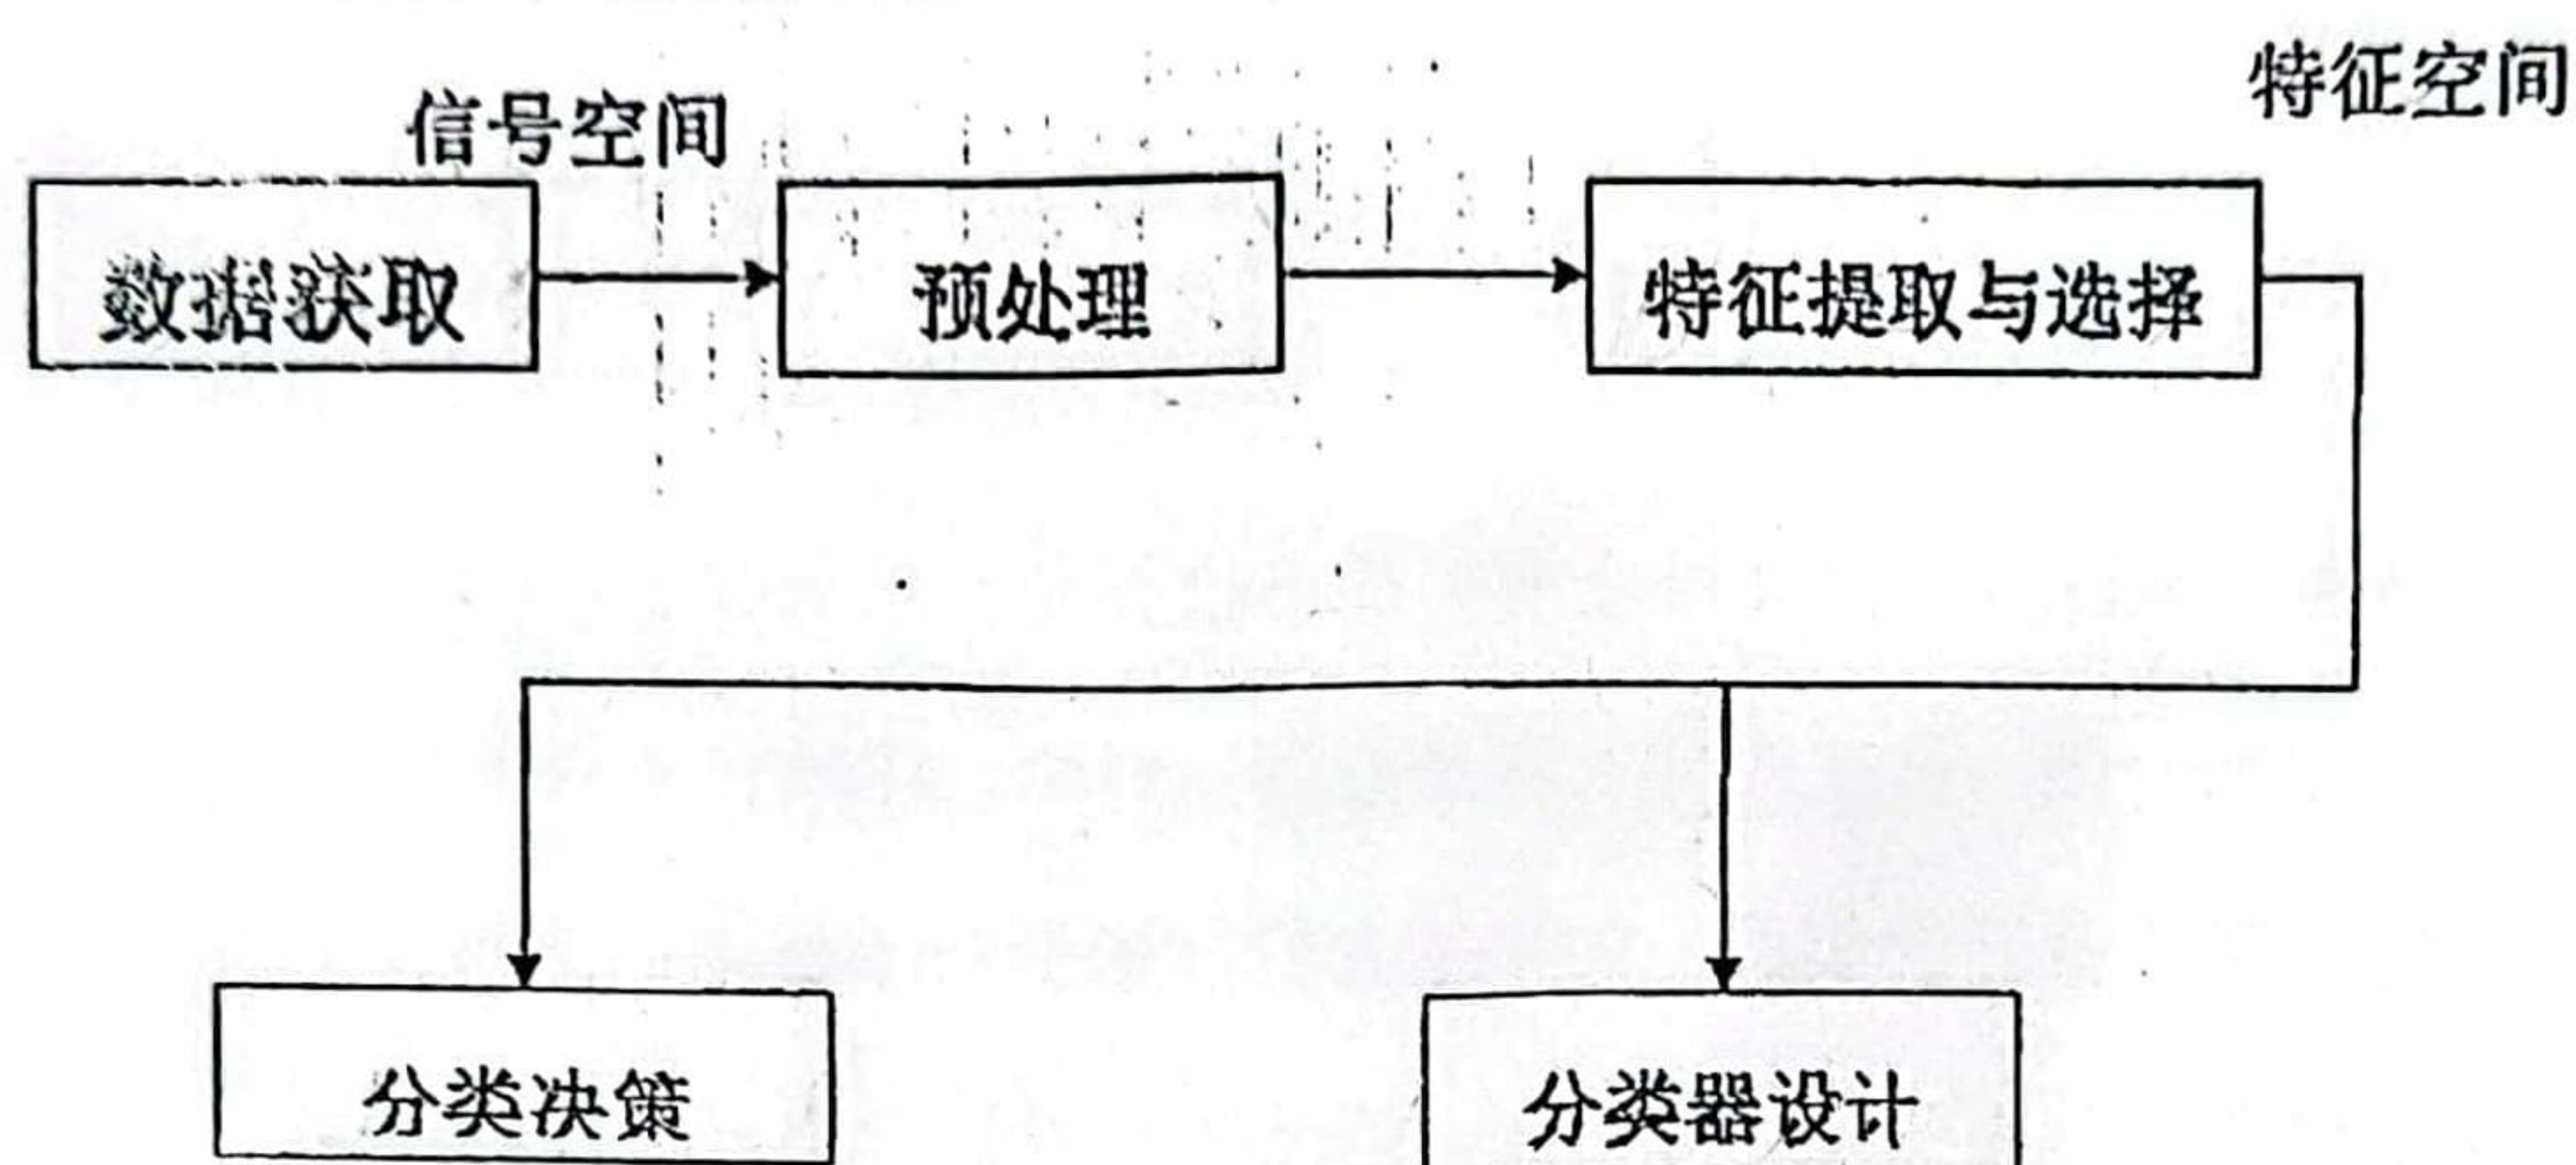 特征空间
信号空间
数据获取
预处理
特征提取与选择
分类决策
分类器设计